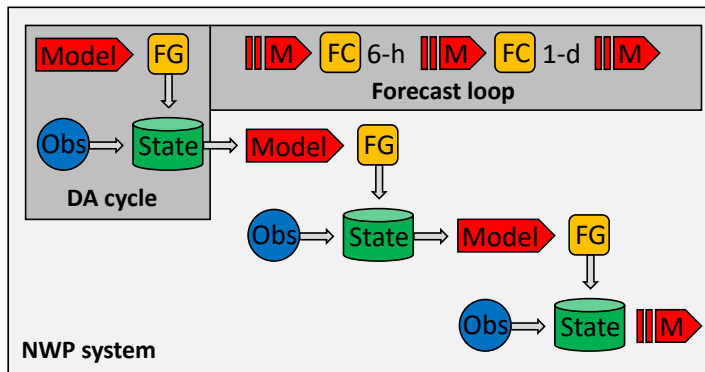 Model FG M FC 6-h M FC 1-d M
Forecast loop
Obs State Model FG
DA cycle
Obs State Model FG
Obs State M
NWP system